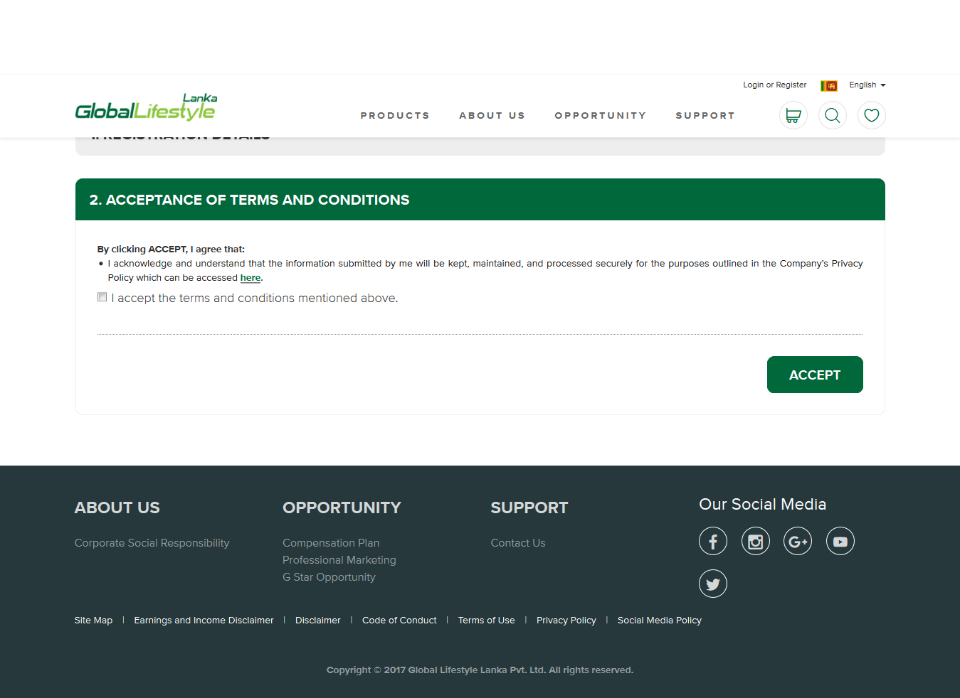 Login or Register English
Lanka
GlobalLifestyle
PRODUCTS ABOUT US OPPORTUNITY SUPPORT
1. REGISTRATION DETAILS
2. ACCEPTANCE OF TERMS AND CONDITIONS
By clicking ACCEPT, I agree that:
• I acknowledge and understand that the information submitted by me will be kept, maintained, and processed securely for the purposes outlined in the Company's Privacy
Policy which can be accessed here.
I accept the terms and conditions mentioned above.
ACCEPT
ABOUT US OPPORTUNITY SUPPORT Our Social Media
Corporate Social Responsibility Compensation Plan Contact Us
Professional Marketing
G Star Opportunity
Site Map | Earnings and Income Disclaimer | Disclaimer | Code of Conduct | Terms of Use | Privacy Policy | Social Media Policy
Copyright © 2017 Global Lifestyle Lanka Pvt. Ltd. All rights reserved.